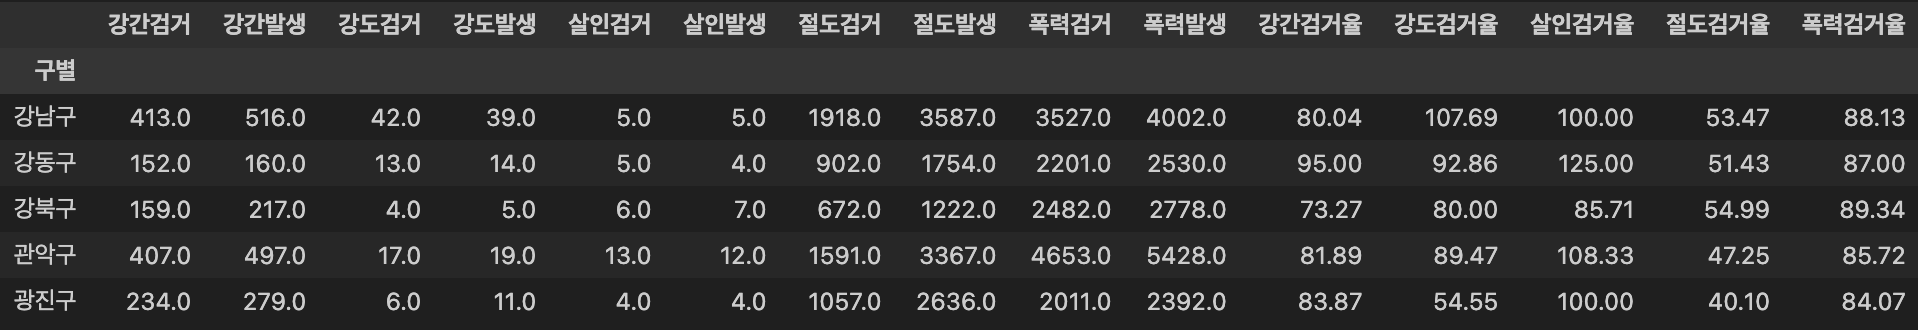 강간검거 강간발생 강도검거 강도발생 살인검거 살인발생 절도검거 절도발생 폭력검거 폭력발생 강간검거율 강도검거율 살인검거율 절도검거율 폭력검거율
구별
강남구 413.0 516.0 42.0 39.0 5.0 5.0 1918.0 3587.0 3527.0 4002.0 80.04 107.69 100.00 53.47 88.13
강동구 152.0 160.0 13.0 14.0 5.0 4.0 902.0 1754.0 2201.0 2530.0 95.00 92.86 125.00 51.43 87.00
강북구 159.0 217.0 4.0 5.0 6.0 7.0 672.0 1222.0 2482.0 2778.0 73.27 80.00 85.71 54.99 89.34
관악구 407.0 497.0 17.0 19.0 13.0 12.0 1591.0 3367.0 4653.0 5428.0 81.89 89.47 108.33 47.25 85.72
광진구 234.0 279.0 6.0 11.0 4.0 4.0 1057.0 2636.0 2011.0 2392.0 83.87 54.55 100.00 40.10 84.07